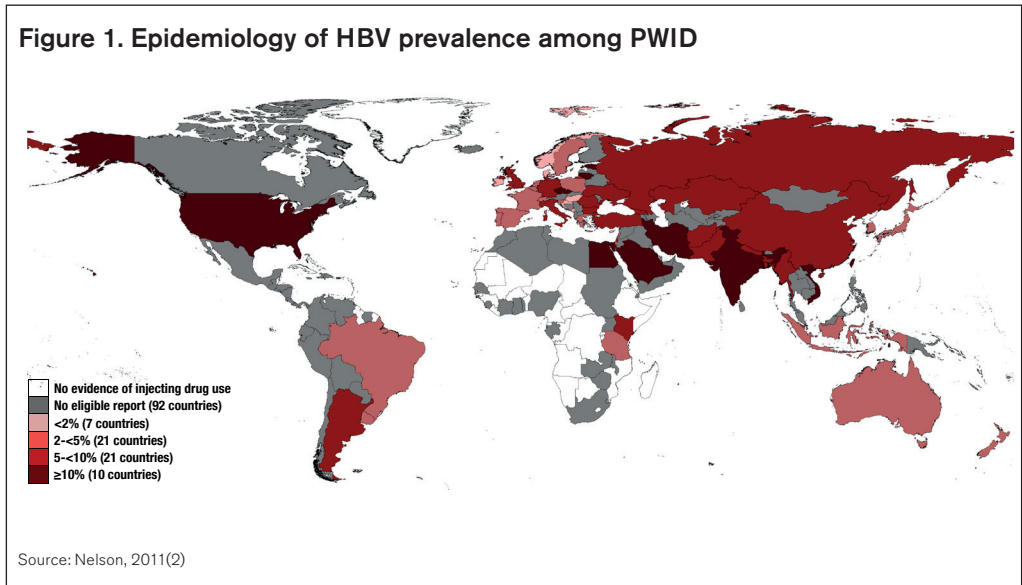 Figure 1. Epidemiology of HBV prevalence among PWID
No evidence of injecting drug use
No eligible report (92 countries)
<2% (7 countries)
2-<5% (21 countries)
5-<10% (21 countries)
≥10% (10 countries)
Source: Nelson, 2011(2)